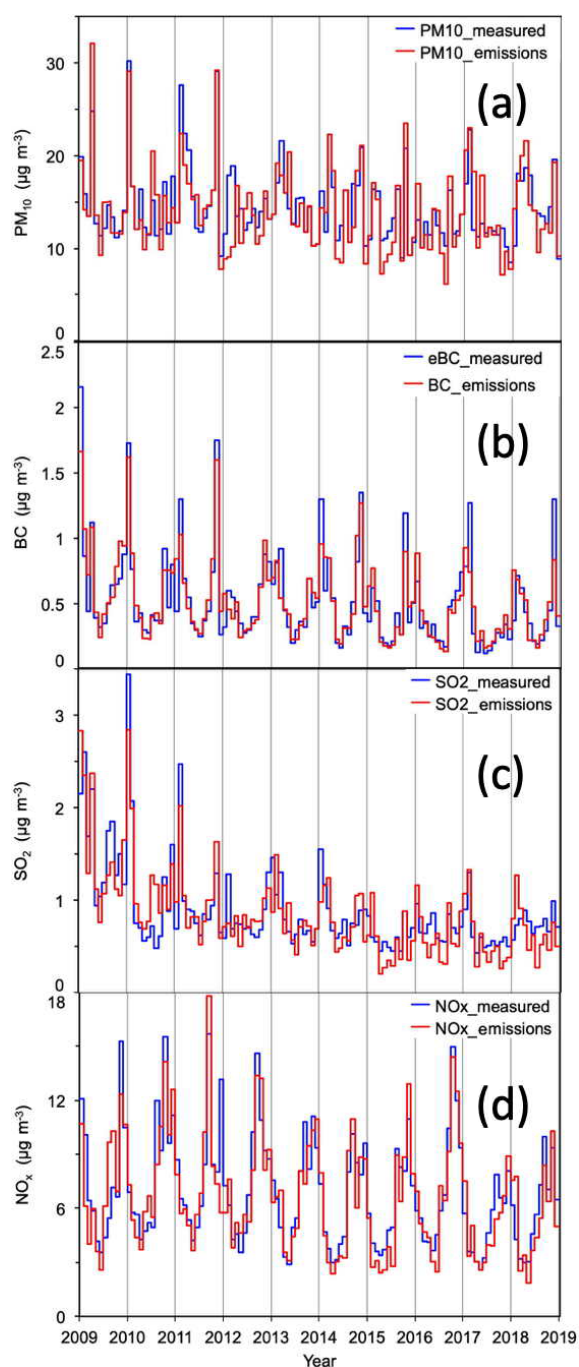 PM10_measured
PM10_emissions
(a)
PM₁₀ (µg m⁻³)
30
20
10
0
eBC_measured
BC_emissions
(b)
BC (µg m⁻³)
2.5
2
1.5
1
0.5
0
SO2_measured
SO2_emissions
(c)
SO₂ (µg m⁻³)
3
2
1
0
NOx_measured
NOx_emissions
(d)
NOₓ (µg m⁻³)
18
12
6
0
2009 2010 2011 2012 2013 2014 2015 2016 2017 2018 2019
Year